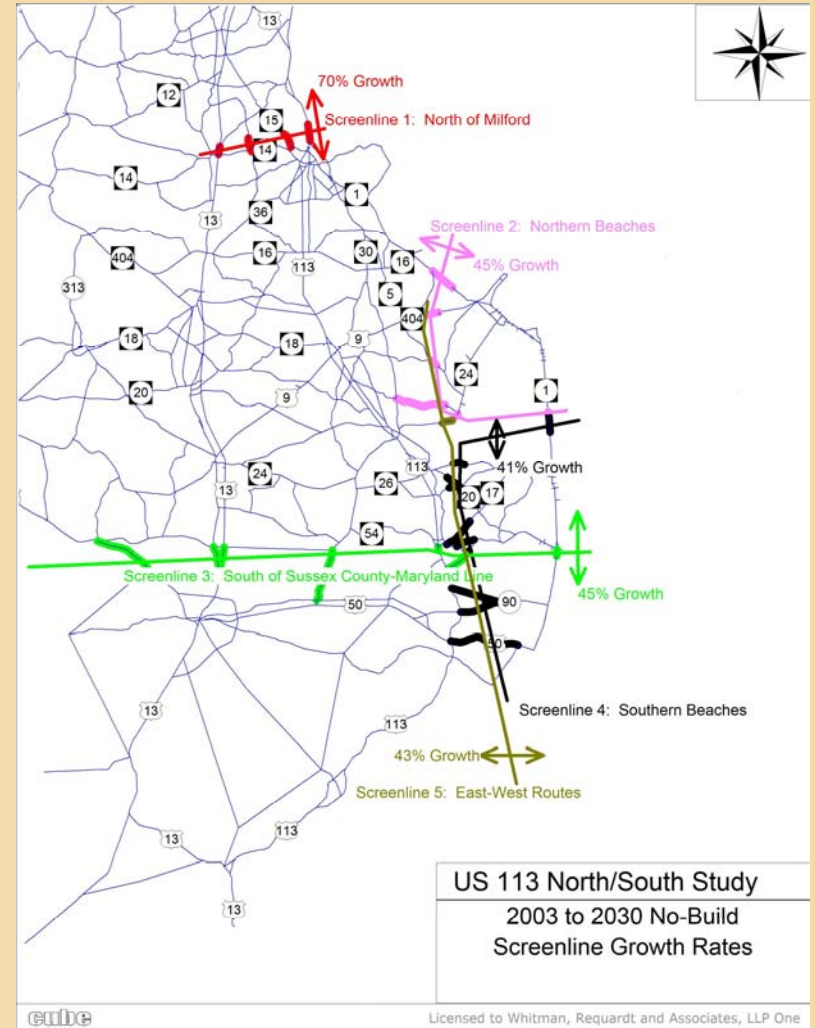 13
70% Growth
12
15
Screenline 1: North of Milford
14
14
1
36
13
Screenline 2: Northern Beaches
404
16
30
16
45% Growth
113
313
5
404
18
18
9
24
20
9
1
113
41% Growth
24
13
26
20
17
54
Screenline 3: South of Sussex County-Maryland Line
45% Growth
50
90
50
13
Screenline 4: Southern Beaches
113
43% Growth
Screenline 5: East-West Routes
13
113
13
US 113 North/South Study
2003 to 2030 No-Build
Screenline Growth Rates
cube
Licensed to Whitman, Requardt and Associates, LLP One